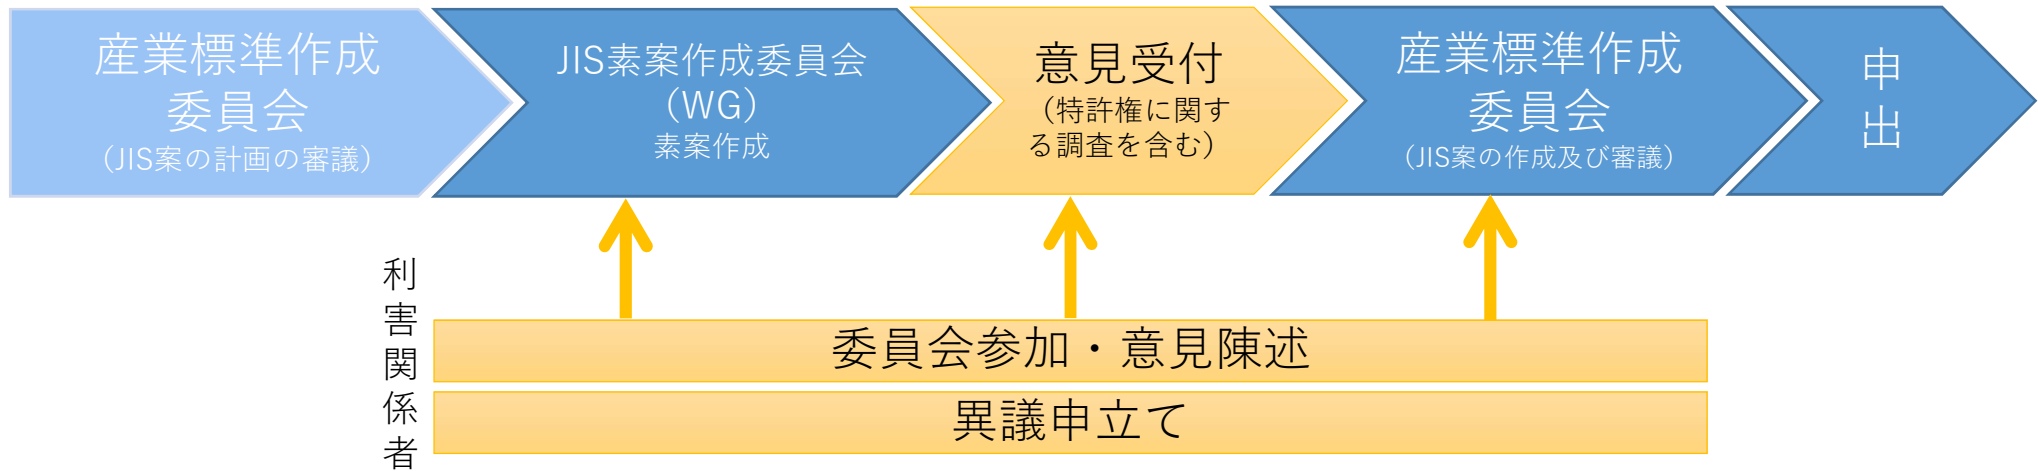 産業標準作成
委員会
（JIS案の計画の審議）
JIS素案作成委員会
（WG）
素案作成
意見受付
（特許権に関す
る調査を含む）
産業標準作成
委員会
（JIS案の作成及び審議）
申
出
利
害
関
係
者
委員会参加・意見陳述
異議申立て